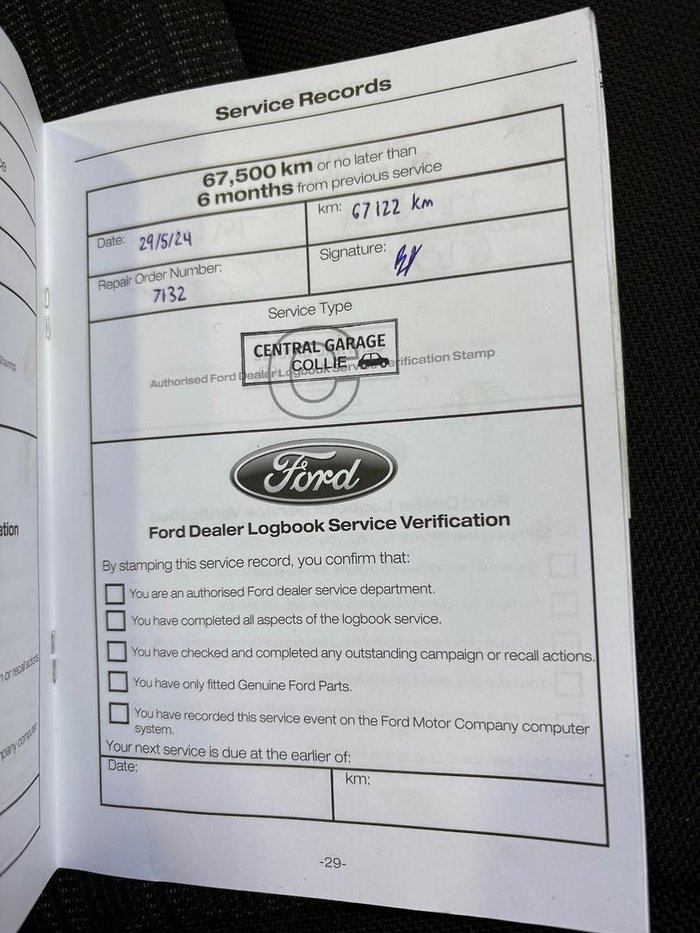 Service Records
67,500 km or no later than
6 months from previous service
Date: 29/5/24
km: 67122 km
Repair Order Number:
7132
Signature:
Service Type
C
CENTRAL GARAGE
COLLIE
Authorised Ford Dealer Logbook Service Verification Stamp
Ford
Ford Dealer Logbook Service Verification
By stamping this service record, you confirm that:
You are an authorised Ford dealer service department.
You have completed all aspects of the logbook service.
You have checked and completed any outstanding campaign or recall actions.
You have only fitted Genuine Ford Parts.
You have recorded this service event on the Ford Motor Company computer
system.
Your next service is due at the earlier of:
Date:
km:
-29-